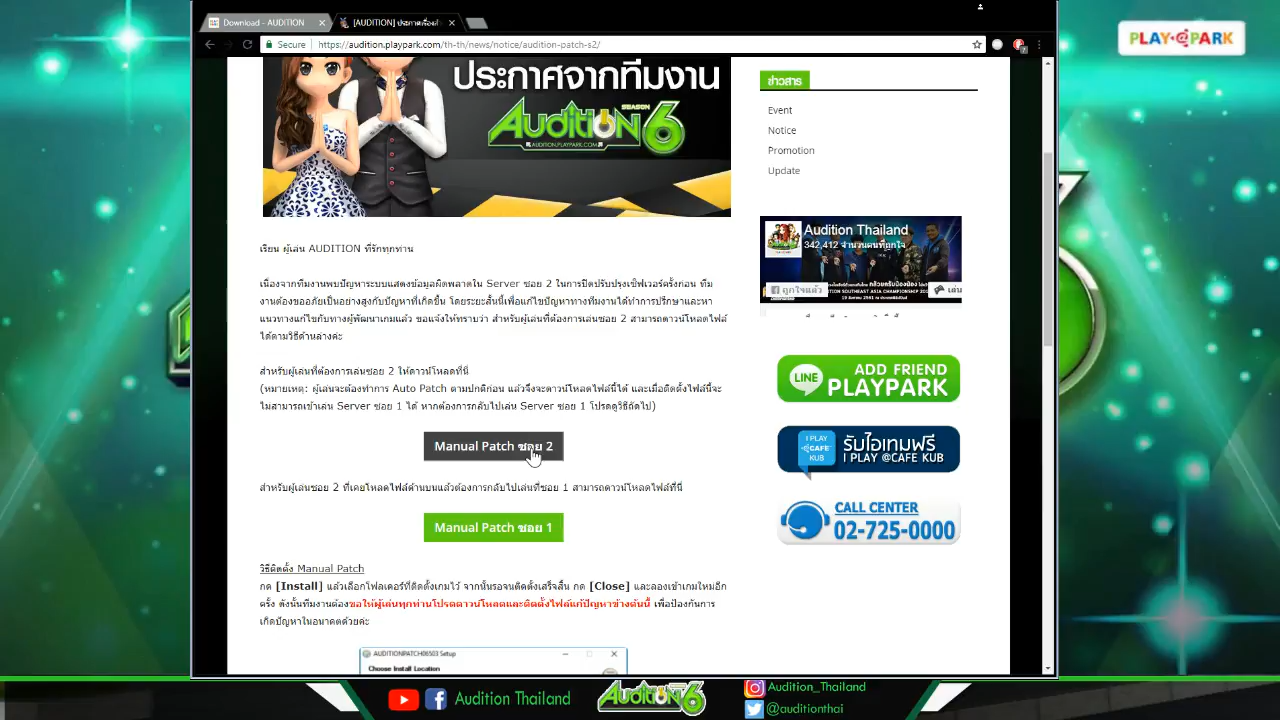 Download - AUDITION
[AUDITION] ประกาศเรื่อง
PLAY@PARK
Secure
https://audition.playpark.com/th-th/news/notice/audition-patch-s2/
ประกาศจากทีมงาน
AUDITION SEASON 6
AUDITION.PLAYPARK.COM
ข่าวสาร
Event
Notice
Promotion
Update
Audition Thailand
342,412 จำนวนคนที่ถูกใจ
ถูกใจแล้ว
เรียน ผู้เล่น AUDITION ที่รักทุกท่าน
เนื่องจากทีมงานพบปัญหาระบบแสดงข้อมูลผิดพลาดใน Server ซอย 2 ในการปิดปรับปรุงเซิฟเวอร์ครั้งก่อน ทีม
งานต้องขออภัยเป็นอย่างสูงกับปัญหาที่เกิดขึ้น โดยระยะสั้นนี้เพื่อแก้ไขปัญหาทางทีมงานได้ทำการปรึกษาและหา
แนวทางแก้ไขกับทางผู้พัฒนาเกมแล้ว ขอแจ้งให้ทราบว่า สำหรับผู้เล่นที่ต้องการเล่นซอย 2 สามารถดาวน์โหลดไฟล์
ได้ตามวิธีด้านล่างค่ะ
สำหรับผู้เล่นที่ต้องการเล่นซอย 2 ให้ดาวน์โหลดที่นี่
(หมายเหตุ: ผู้เล่นจะต้องทำการ Auto Patch ตามปกติก่อน แล้วจึงจะดาวน์โหลดไฟล์นี้ได้ และเมื่อติดตั้งไฟล์นี้จะ
ไม่สามารถเข้าเล่น Server ซอย 1 ได้ หากต้องการกลับไปเล่น Server ซอย 1 โปรดดูวิธีถัดไป)
Manual Patch ซอย 2
สำหรับผู้เล่นซอย 2 ที่เคยโหลดไฟล์ด้านบนแล้วต้องการกลับไปเล่นที่ซอย 1 สามารถดาวน์โหลดไฟล์ที่นี่
Manual Patch ซอย 1
วิธีติดตั้ง Manual Patch
กด [Install] แล้วเลือกโฟลเดอร์ที่ติดตั้งเกมไว้ จากนั้นรอจนติดตั้งเสร็จสิ้น กด [Close] และลองเข้าเกมใหม่อีก
ครั้ง ดังนั้นทีมงานต้องขอให้ผู้เล่นทุกท่านโปรดดาวน์โหลดและติดตั้งไฟล์แก้ปัญหาข้างต้นนี้ เพื่อป้องกันการ
เกิดปัญหาในอนาคตด้วยค่ะ
AUDITIONPATCH06503 Setup
Choose Install Location
LINE
ADD FRIEND
PLAYPARK
I PLAY
@CAFE
KUB
รับไอเทมฟรี
I PLAY @CAFE KUB
CALL CENTER
02-725-0000
Audition Thailand
AUDITION 6
Audition_Thailand
@auditionthai